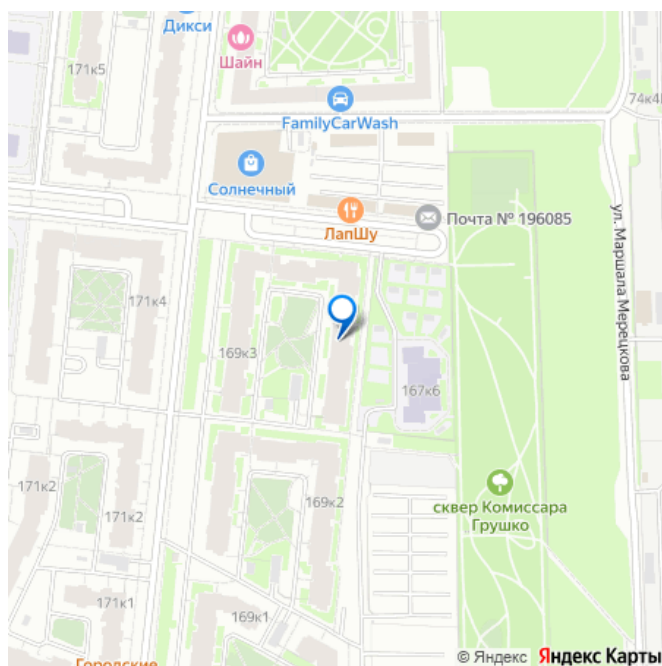 Дикси
171к5
Шайн
74к4
FamilyCarWash
Солнечный
ЛапШу
Почта № 196085
ул. Маршала Мерецкова
171к4
169к3
167к6
171к2
171к2
169к2
сквер Комиссара
Грушко
171к1
169к1
Городские
© Яндекс Яндекс Карты